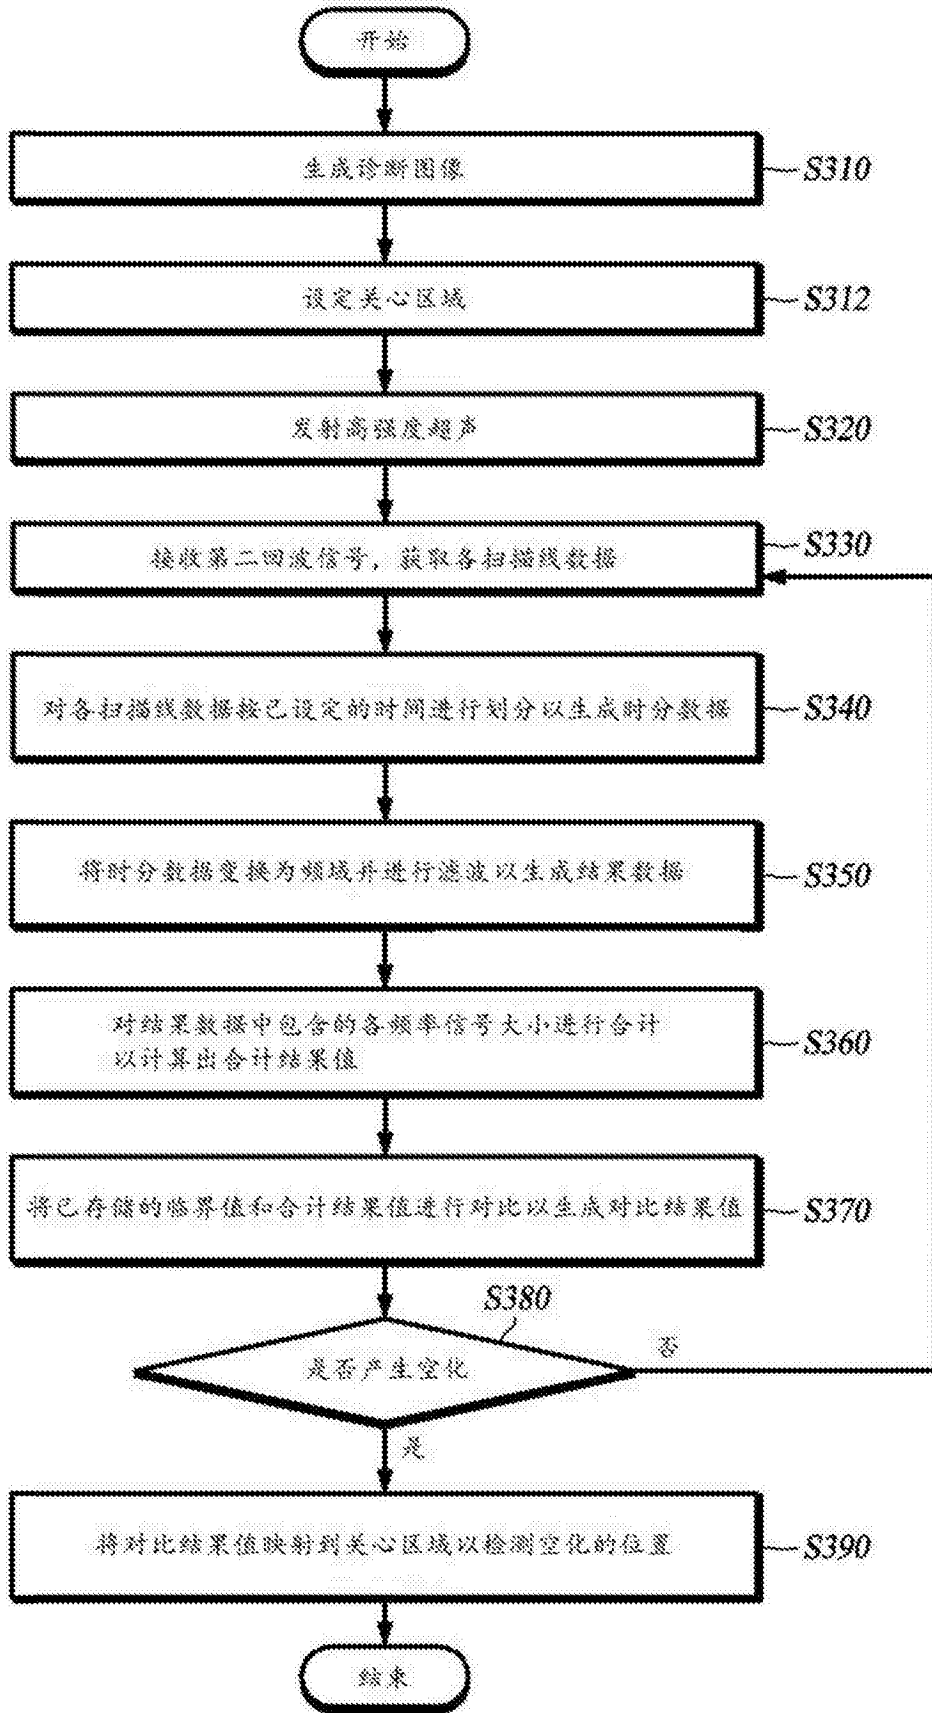 开始
生成诊断图像
S310
设定关心区域
S312
发射高强度超声
S320
接收第二回波信号，获取各扫描线数据
S330
对各扫描线数据按已设定的时间进行划分以生成时分数据
S340
将时分数据变换为频域并进行滤波以生成结果数据
S350
对结果数据中包含的各频率信号大小进行合计
以计算出合计结果值
S360
将已存储的临界值和合计结果值进行对比以生成对比结果值
S370
S380
是否产生空化
否
是
将对比结果值映射到关心区域以检测空化的位置
S390
结束